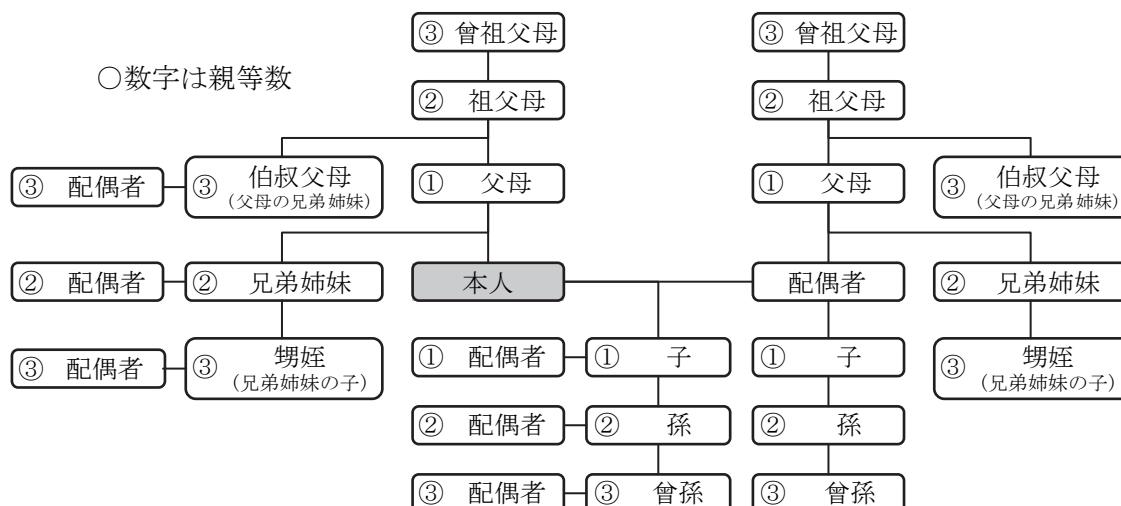 ③ 曾祖父母
③ 曾祖父母
○数字は親等数
② 祖父母
② 祖父母
③ 配偶者
③ 伯叔父母
(父母の兄弟姉妹)
① 父母
① 父母
③ 伯叔父母
(父母の兄弟姉妹)
② 配偶者
② 兄弟姉妹
本人
配偶者
② 兄弟姉妹
③ 配偶者
③ 甥姪
(兄弟姉妹の子)
① 配偶者
① 子
① 子
③ 甥姪
(兄弟姉妹の子)
② 配偶者
② 孫
② 孫
③ 配偶者
③ 曾孫
③ 曾孫